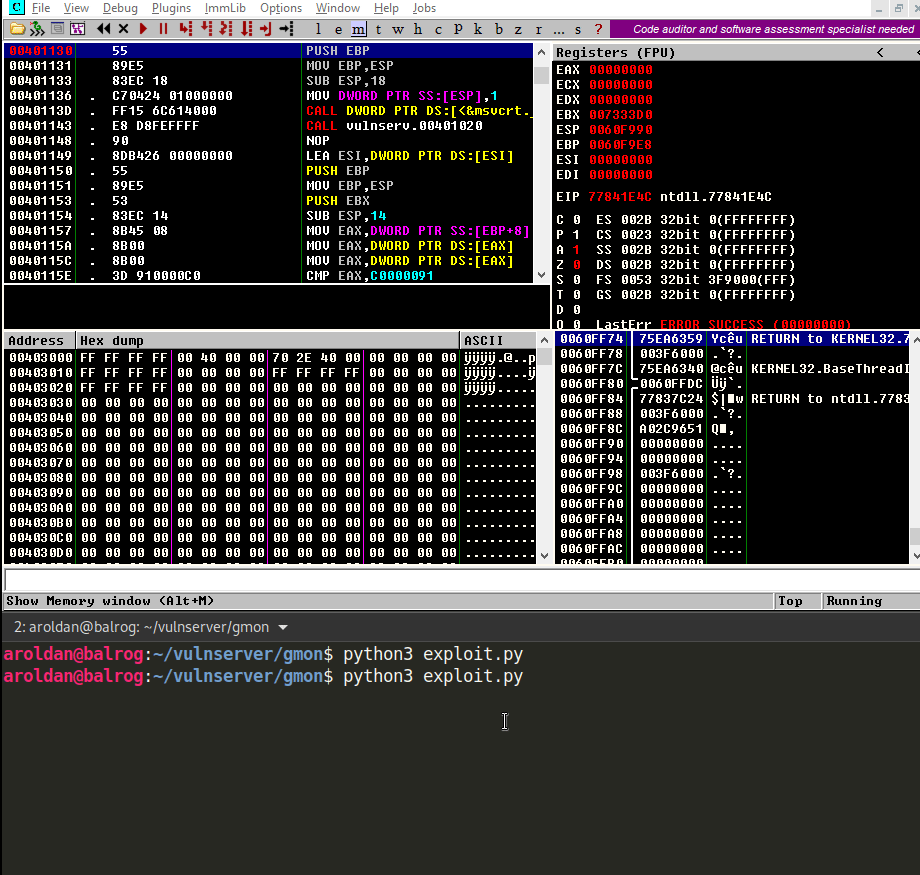 C File View Debug Plugins ImmLib Options Window Help Jobs
l e m t w h c p k b z r ... s ? Code auditor and software assessment specialist needed
00401130 55 PUSH EBP
00401131 89E5 MOV EBP,ESP
00401133 83EC 18 SUB ESP,18
00401136 . C70424 01000000 MOV DWORD PTR SS:[ESP],1
0040113D . FF15 6C614000 CALL DWORD PTR DS:[<&msvcrt._
00401143 . E8 D8FEFFFF CALL vulnserv.00401020
00401148 . 90 NOP
00401149 . 8DB426 00000000 LEA ESI,DWORD PTR DS:[ESI]
00401150 . 55 PUSH EBP
00401151 . 89E5 MOV EBP,ESP
00401153 . 53 PUSH EBX
00401154 . 83EC 14 SUB ESP,14
00401157 . 8B45 08 MOV EAX,DWORD PTR SS:[EBP+8]
0040115A . 8B00 MOV EAX,DWORD PTR DS:[EAX]
0040115C . 8B00 MOV EAX,DWORD PTR DS:[EAX]
0040115E . 3D 910000C0 CMP EAX,C0000091
Registers (FPU) < <
EAX 00000000
ECX 00000000
EDX 00000000
EBX 007333D0
ESP 0060F990
EBP 0060F9E8
ESI 00000000
EDI 00000000
EIP 77841E4C ntdll.77841E4C
C 0 ES 002B 32bit 0(FFFFFFFF)
P 1 CS 0023 32bit 0(FFFFFFFF)
A 1 SS 002B 32bit 0(FFFFFFFF)
Z 0 DS 002B 32bit 0(FFFFFFFF)
S 0 FS 0053 32bit 3F9000(FFF)
T 0 GS 002B 32bit 0(FFFFFFFF)
D 0
O 0 LastErr ERROR_SUCCESS (00000000)
Address Hex dump ASCII
00403000 FF FF FF FF 00 40 00 00 70 2E 40 00 00 00 00 00 ÿÿÿÿ.@..p
00403010 FF FF FF FF 00 00 00 00 FF FF FF FF 00 00 00 00 ÿÿÿÿ....ÿ
00403020 FF FF FF FF 00 00 00 00 00 00 00 00 00 00 00 00 ÿÿÿÿ.....
00403030 00 00 00 00 00 00 00 00 00 00 00 00 00 00 00 00 .........
00403040 00 00 00 00 00 00 00 00 00 00 00 00 00 00 00 00 .........
00403050 00 00 00 00 00 00 00 00 00 00 00 00 00 00 00 00 .........
00403060 00 00 00 00 00 00 00 00 00 00 00 00 00 00 00 00 .........
00403070 00 00 00 00 00 00 00 00 00 00 00 00 00 00 00 00 .........
00403080 00 00 00 00 00 00 00 00 00 00 00 00 00 00 00 00 .........
00403090 00 00 00 00 00 00 00 00 00 00 00 00 00 00 00 00 .........
004030A0 00 00 00 00 00 00 00 00 00 00 00 00 00 00 00 00 .........
004030B0 00 00 00 00 00 00 00 00 00 00 00 00 00 00 00 00 .........
004030C0 00 00 00 00 00 00 00 00 00 00 00 00 00 00 00 00 .........
004030D0 00 00 00 00 00 00 00 00 00 00 00 00 00 00 00 00 .........
0060FF74 75EA6359 Ycêu RETURN to KERNEL32.7
0060FF78 003F6000 .`?.
0060FF7C 75EA6340 @cêu KERNEL32.BaseThreadI
0060FF80 0060FFDC Üÿ`.
0060FF84 77837C24 $|w RETURN to ntdll.7783
0060FF88 003F6000 .`?.
0060FF8C A02C9651 Q,
0060FF90 00000000 ....
0060FF94 00000000 ....
0060FF98 003F6000 .`?.
0060FF9C 00000000 ....
0060FFA0 00000000 ....
0060FFA4 00000000 ....
0060FFA8 00000000 ....
0060FFAC 00000000 ....
0060FFB0 00000000 ....
Show Memory window (Alt+M) Top Running
2: aroldan@balrog: ~/vulnserver/gmon
aroldan@balrog:~/vulnserver/gmon$ python3 exploit.py
aroldan@balrog:~/vulnserver/gmon$ python3 exploit.py